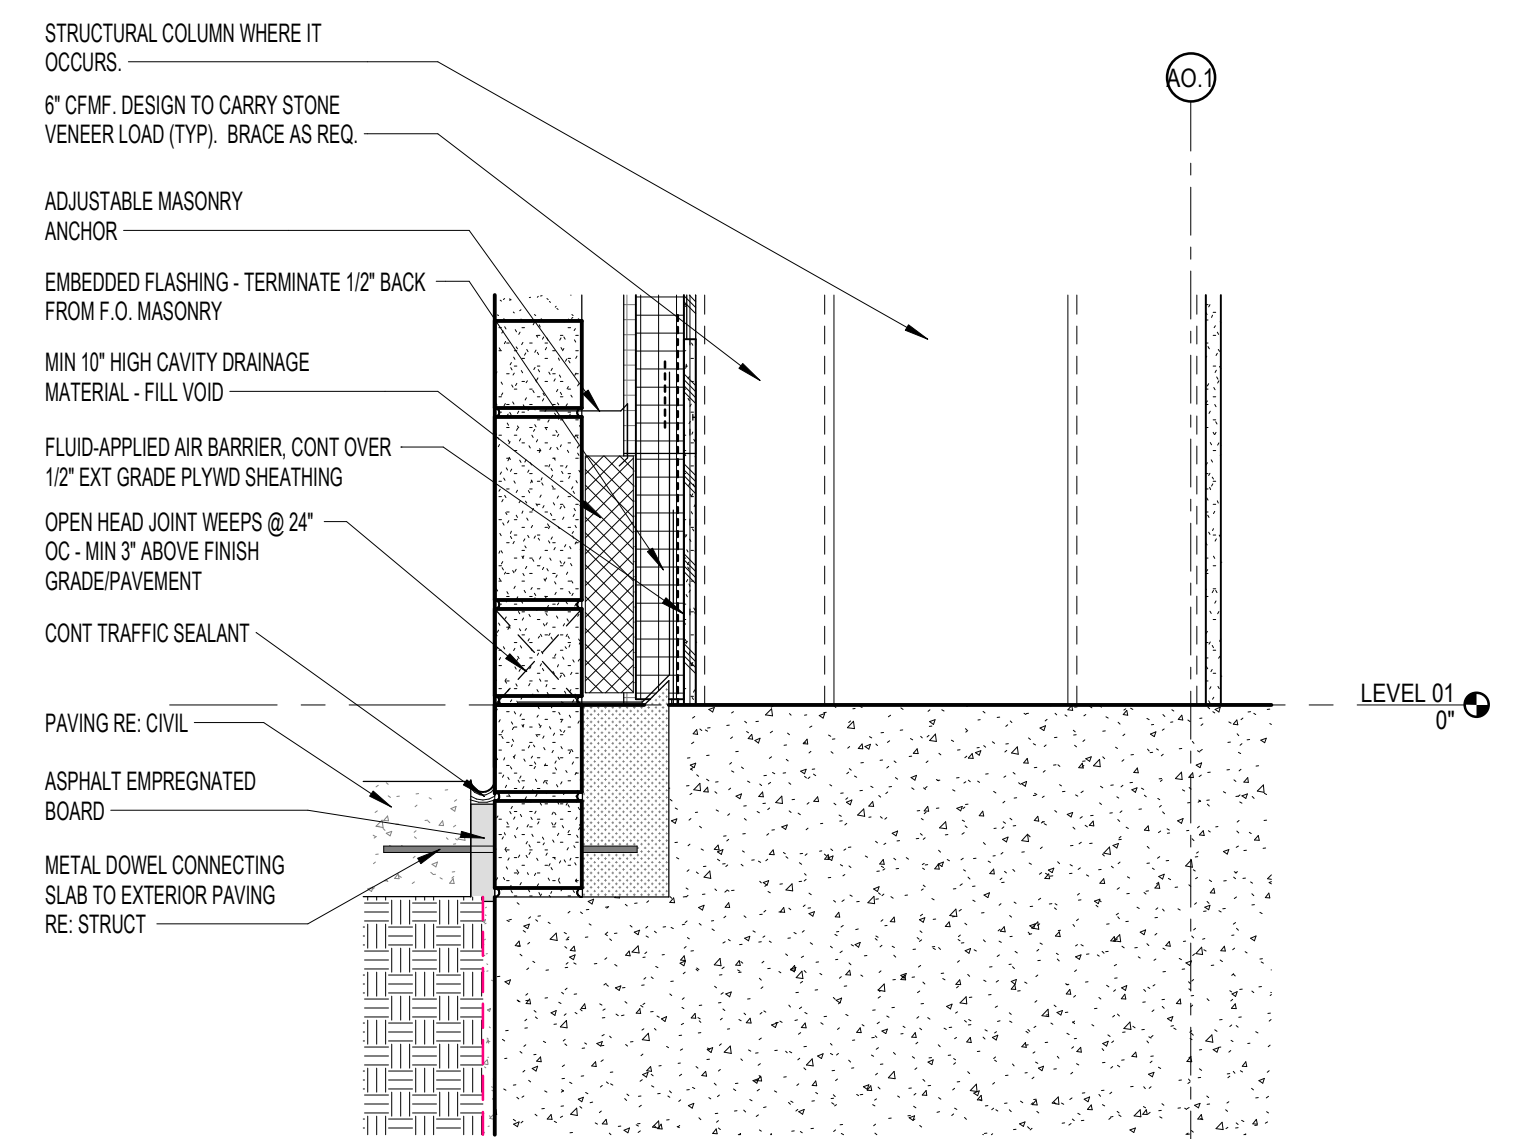 STRUCTURAL COLUMN WHERE IT
OCCURS.
6" CFMF. DESIGN TO CARRY STONE
VENEER LOAD (TYP). BRACE AS REQ.
ADJUSTABLE MASONRY
ANCHOR
EMBEDDED FLASHING - TERMINATE 1/2" BACK
FROM F.O. MASONRY
MIN 10" HIGH CAVITY DRAINAGE
MATERIAL - FILL VOID
FLUID-APPLIED AIR BARRIER, CONT OVER
1/2" EXT GRADE PLYWD SHEATHING
OPEN HEAD JOINT WEEPS @ 24"
OC - MIN 3" ABOVE FINISH
GRADE/PAVEMENT
CONT TRAFFIC SEALANT
PAVING RE: CIVIL
ASPHALT EMPREGNATED
BOARD
METAL DOWEL CONNECTING
SLAB TO EXTERIOR PAVING
RE: STRUCT
AO.1
LEVEL 01
0"